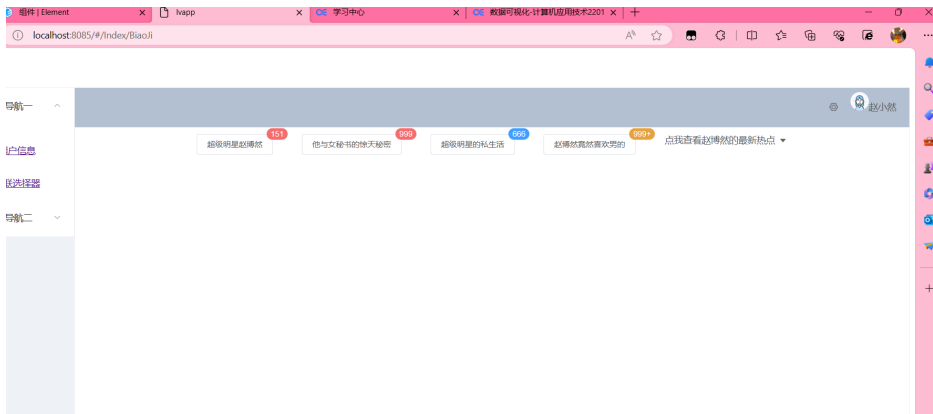 组件 | Element
lvapp
学习中心
数据可视化-计算机应用技术2201
localhost:8085/#/Index/BiaoJi
导航一
赵小然
超级明星赵博然
151
他与女秘书的惊天秘密
999
超级明星的私生活
666
赵博然竟然喜欢男的
999+
点我查看赵博然的最新热点
户信息
联选择器
导航二